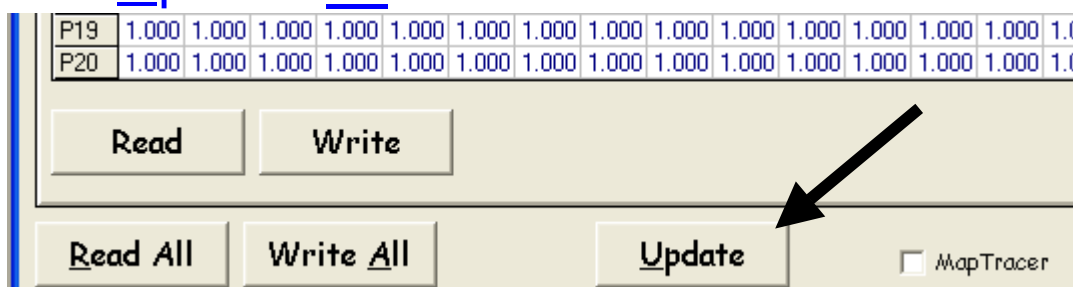 P19 1.000 1.000 1.000 1.000 1.000 1.000 1.000 1.000 1.000 1.000 1.000 1.000 1.000 1.000
P20 1.000 1.000 1.000 1.000 1.000 1.000 1.000 1.000 1.000 1.000 1.000 1.000 1.000 1.000
Read Write
Read All Write All Update MapTracer